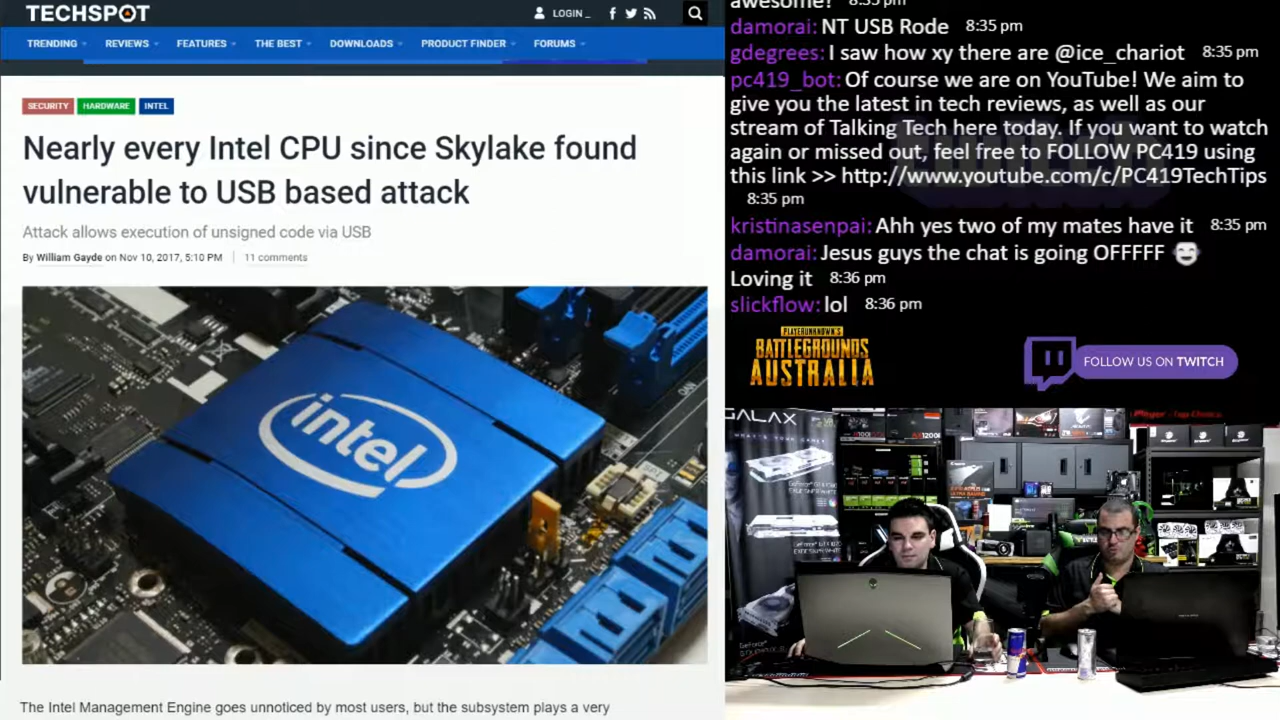 TECHSPOT
LOGIN _
TRENDING
REVIEWS
FEATURES
THE BEST
DOWNLOADS
PRODUCT FINDER
FORUMS
SECURITY
HARDWARE
INTEL
Nearly every Intel CPU since Skylake found
vulnerable to USB based attack
Attack allows execution of unsigned code via USB
By William Gayde on Nov 10, 2017, 5:10 PM
11 comments
intel
The Intel Management Engine goes unnoticed by most users, but the subsystem plays a very
awesome! 8:35 pm
damorai: NT USB Rode 8:35 pm
gdegrees: I saw how xy there are @ice_chariot 8:35 pm
pc419_bot: Of course we are on YouTube! We aim to
give you the latest in tech reviews, as well as our
stream of Talking Tech here today. If you want to watch
again or missed out, feel free to FOLLOW PC419 using
this link >> http://www.youtube.com/c/PC419TechTips
8:35 pm
kristinasenpai: Ahh yes two of my mates have it 8:35 pm
damorai: Jesus guys the chat is going OFFFFF
Loving it 8:36 pm
slickflow: lol 8:36 pm
PLAYERUNKNOWN'S
BATTLEGROUNDS
AUSTRALIA
FOLLOW US ON TWITCH
GALAX